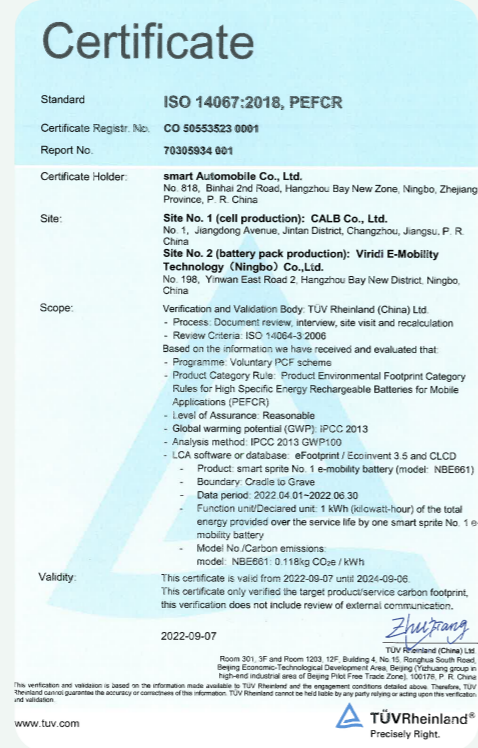 Certificate
Standard ISO 14067:2018, PEFCR
Certificate Registr. No. CO 50553523 0001
Report No. 70305934 001
Certificate Holder: smart Automobile Co., Ltd.
No. 818, Binhai 2nd Road, Hangzhou Bay New Zone, Ningbo, Zhejiang
Province, P. R. China
Site: Site No. 1 (cell production): CALB Co., Ltd.
No. 1, Jiangdong Avenue, Jintan District, Changzhou, Jiangsu, P. R.
China
Site No. 2 (battery pack production): Viridi E-Mobility
Technology (Ningbo) Co.,Ltd.
No. 198, Yinwan East Road 2, Hangzhou Bay New District, Ningbo,
China
Scope: Verification and Validation Body: TÜV Rheinland (China) Ltd.
- Process: Document review, interview, site visit and recalculation
- Review Criteria: ISO 14064-3:2006
Based on the information we have received and evaluated that:
- Programme: Voluntary PCF scheme
- Product Category Rule: Product Environmental Footprint Category
Rules for High Specific Energy Rechargeable Batteries for Mobile
Applications (PEFCR)
- Level of Assurance: Reasonable
- Global warming potential (GWP): IPCC 2013
- Analysis method: IPCC 2013 GWP100
- LCA software or database: eFootprint / Ecoinvent 3.5 and CLCD
- Product: smart sprite No. 1 e-mobility battery (model: NBE661)
- Boundary: Cradle to Grave
- Data period: 2022.04.01~2022.06.30
- Function unit/Declared unit: 1 kWh (kilowatt-hour) of the total
energy provided over the service life by one smart sprite No. 1 e-
mobility battery
- Model No./Carbon emissions:
model: NBE661: 0.118kg CO₂e / kWh
Validity: This certificate is valid from 2022-09-07 until 2024-09-06.
This certificate only verified the target product/service carbon footprint,
this verification does not include review of external communication.
2022-09-07
TÜV Rheinland (China) Ltd.
Room 301, 3F and Room 1203, 12F, Building 4, No.15, Ronghua South Road,
Beijing Economic-Technological Development Area, Beijing (Yizhuang group in
high-end industrial area of Beijing Pilot Free Trade Zone), 100176, P. R. China
This verification and validation is based on the information made available to TÜV Rheinland and the engagement conditions detailed above. Therefore, TÜV
Rheinland cannot guarantee the accuracy or correctness of this information. TÜV Rheinland cannot be held liable by any party relying or acting upon this verification
and validation.
www.tuv.com
TÜVRheinland®
Precisely Right.